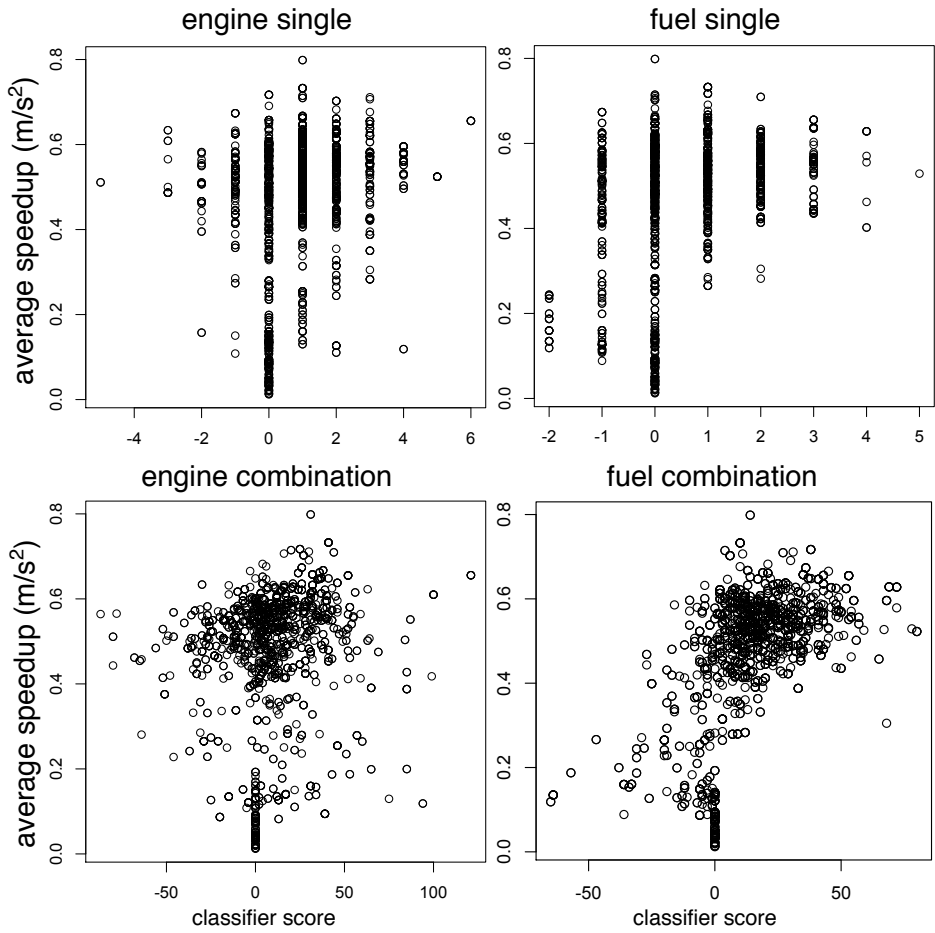 engine single
fuel single
average speedup (m/s²)
0.0 0.2 0.4 0.6 0.8
0.0 0.2 0.4 0.6 0.8
-4 -2 0 2 4 6
-2 -1 0 1 2 3 4 5
engine combination
fuel combination
average speedup (m/s²)
0.0 0.2 0.4 0.6 0.8
0.0 0.2 0.4 0.6 0.8
-50 0 50 100
-50 0 50
classifier score
classifier score